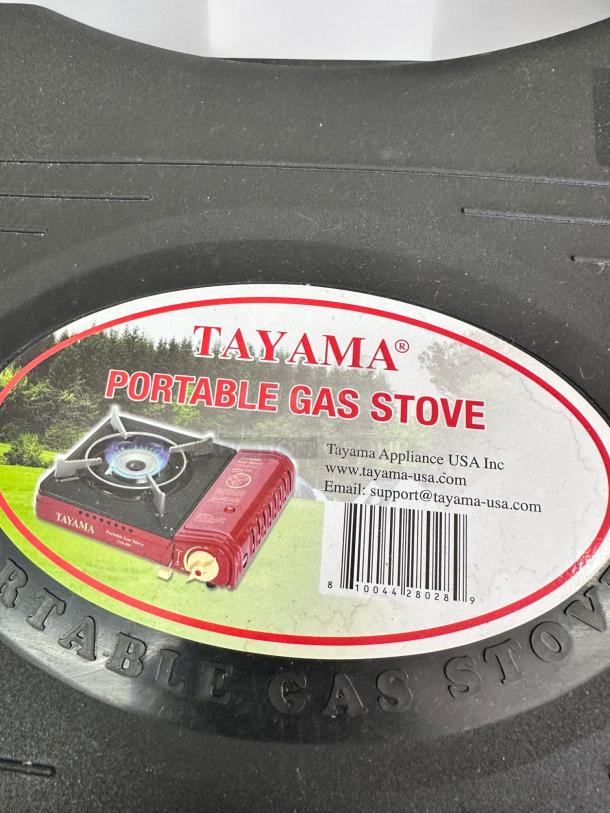 TAYAMA®
PORTABLE GAS STOVE
Tayama Appliance USA Inc
www.tayama-usa.com
Email: support@tayama-usa.com
TAYAMA
Portable Gas Stove
8 10044 28028 9
RTABLE GAS STOV